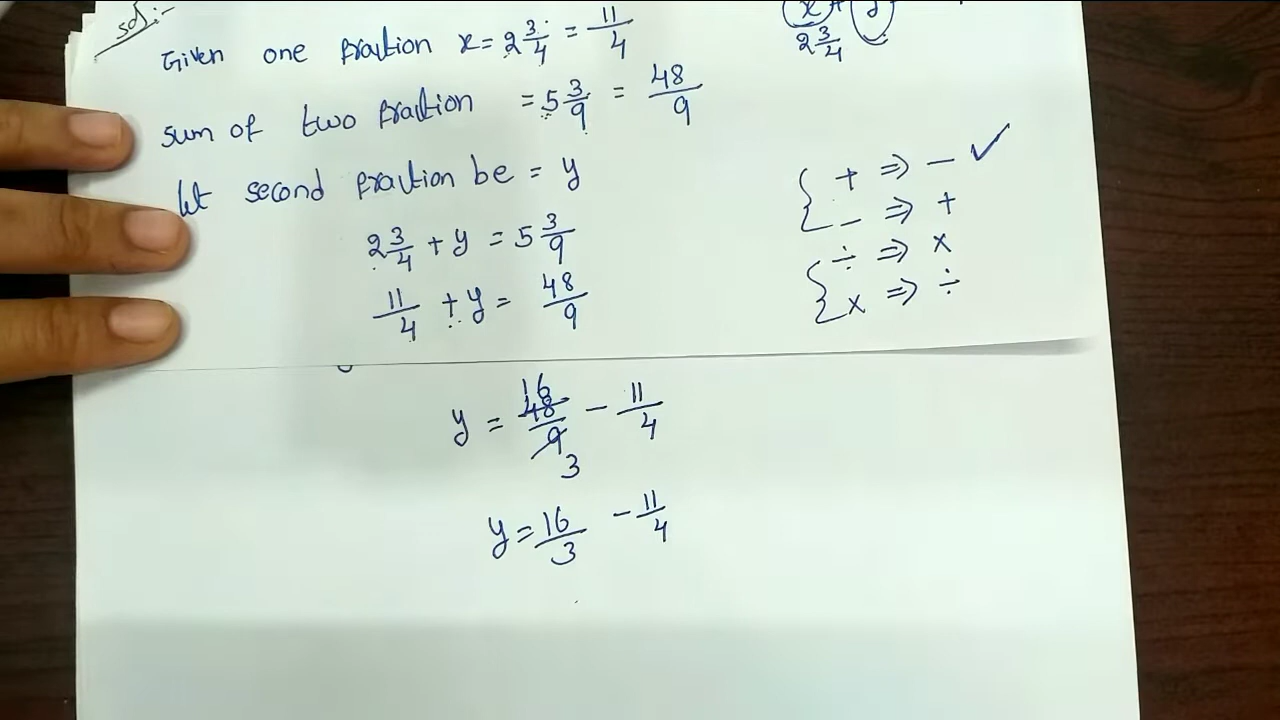 Sol:-
Given one fraction x = 2 3/4 = 11/4
x + y
2 3/4
sum of two fraction = 5 3/9 = 48/9
let second fraction be = y
2 3/4 + y = 5 3/9
11/4 + y = 48/9
+ ⇒ - ✓
- ⇒ +
÷ ⇒ ×
× ⇒ ÷
y = 16 48/9 3 - 11/4
y = 16/3 - 11/4